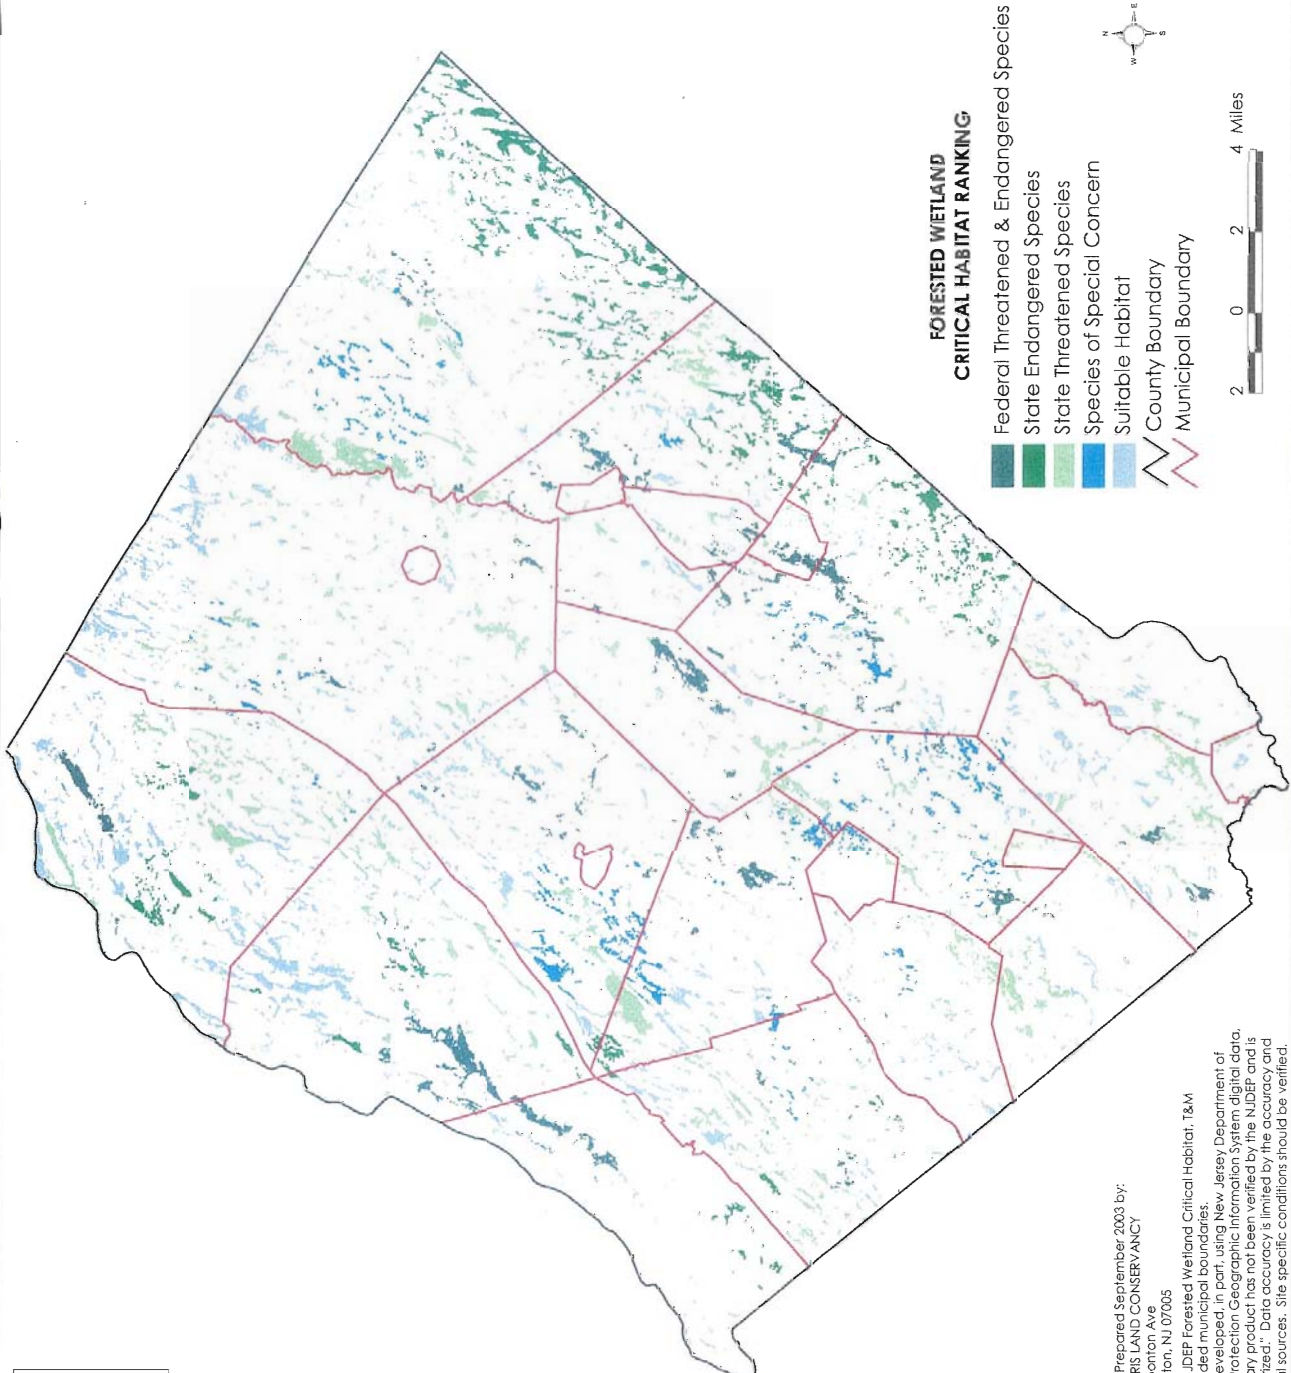 FORESTED WETLAND
CRITICAL HABITAT RANKING
Federal Threatened & Endangered Species
State Endangered Species
State Threatened Species
Species of Special Concern
Suitable Habitat
County Boundary
Municipal Boundary
2 0 2 4 Miles
N
W E
S
Prepared September 2003 by:
RIS LAND CONSERVANCY
onton Ave
ton, NJ 07005
JDEP Forested Wetland Critical Habitat, T&M
ded municipal boundaries.
eveloped, in part, using New Jersey Department of
rotection Geographic Information System digital data,
ary product has not been verified by the NJDEP and is
rized." Data accuracy is limited by the accuracy and
al sources. Site specific conditions should be verified.